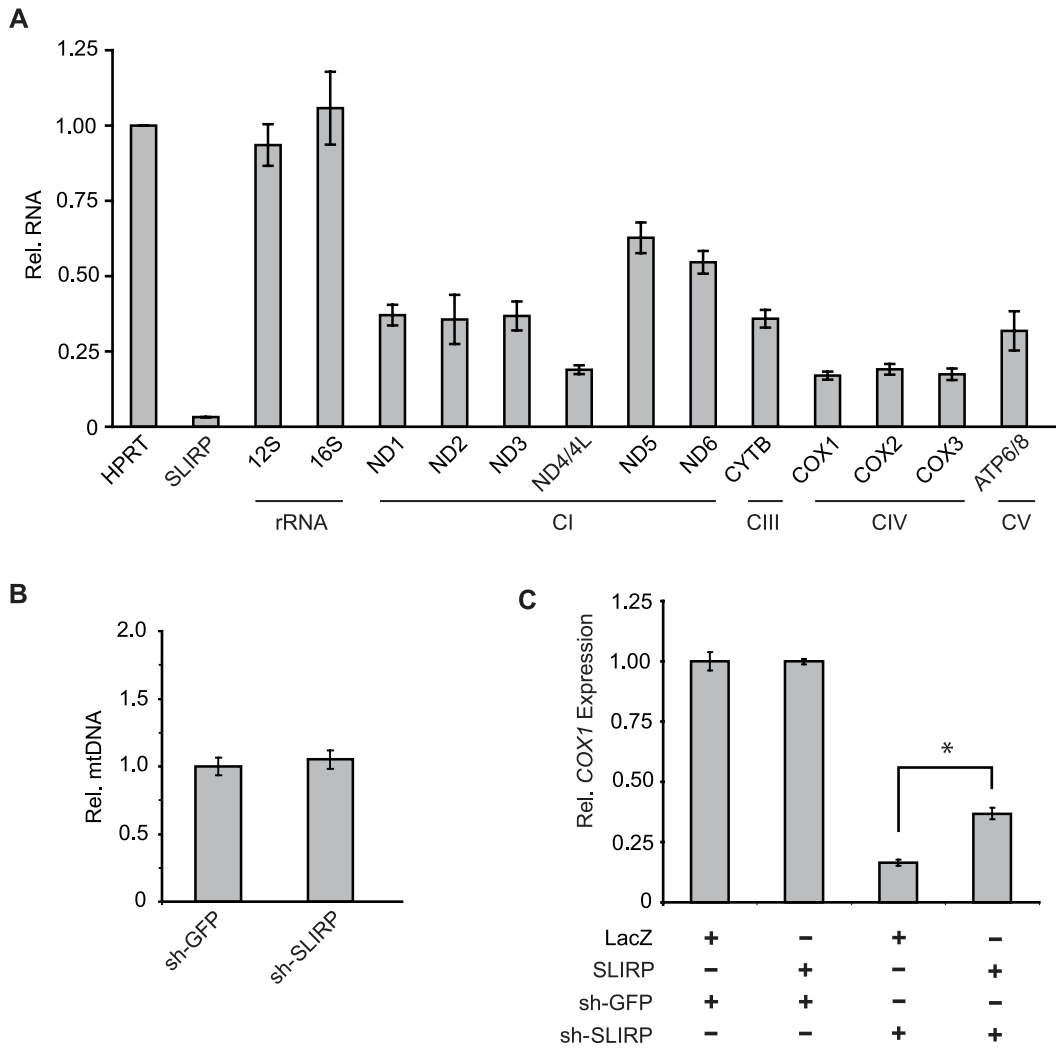 A
1.25
1.00
0.75
0.50
0.25
0
Rel. RNA
HPRT
SLIRP
12S
16S
ND1
ND2
ND3
ND4/4L
ND5
ND6
CYTB
COX1
COX2
COX3
ATP6/8
rRNA
CI
CIII
CIV
CV
B
2.0
1.5
1.0
0.5
0
Rel. mtDNA
sh-GFP
sh-SLIRP
C
1.25
1.00
0.75
0.50
0.25
0
Rel. COX1 Expression
*
LacZ + – + –
SLIRP – + – +
sh-GFP + + – –
sh-SLIRP – – + +